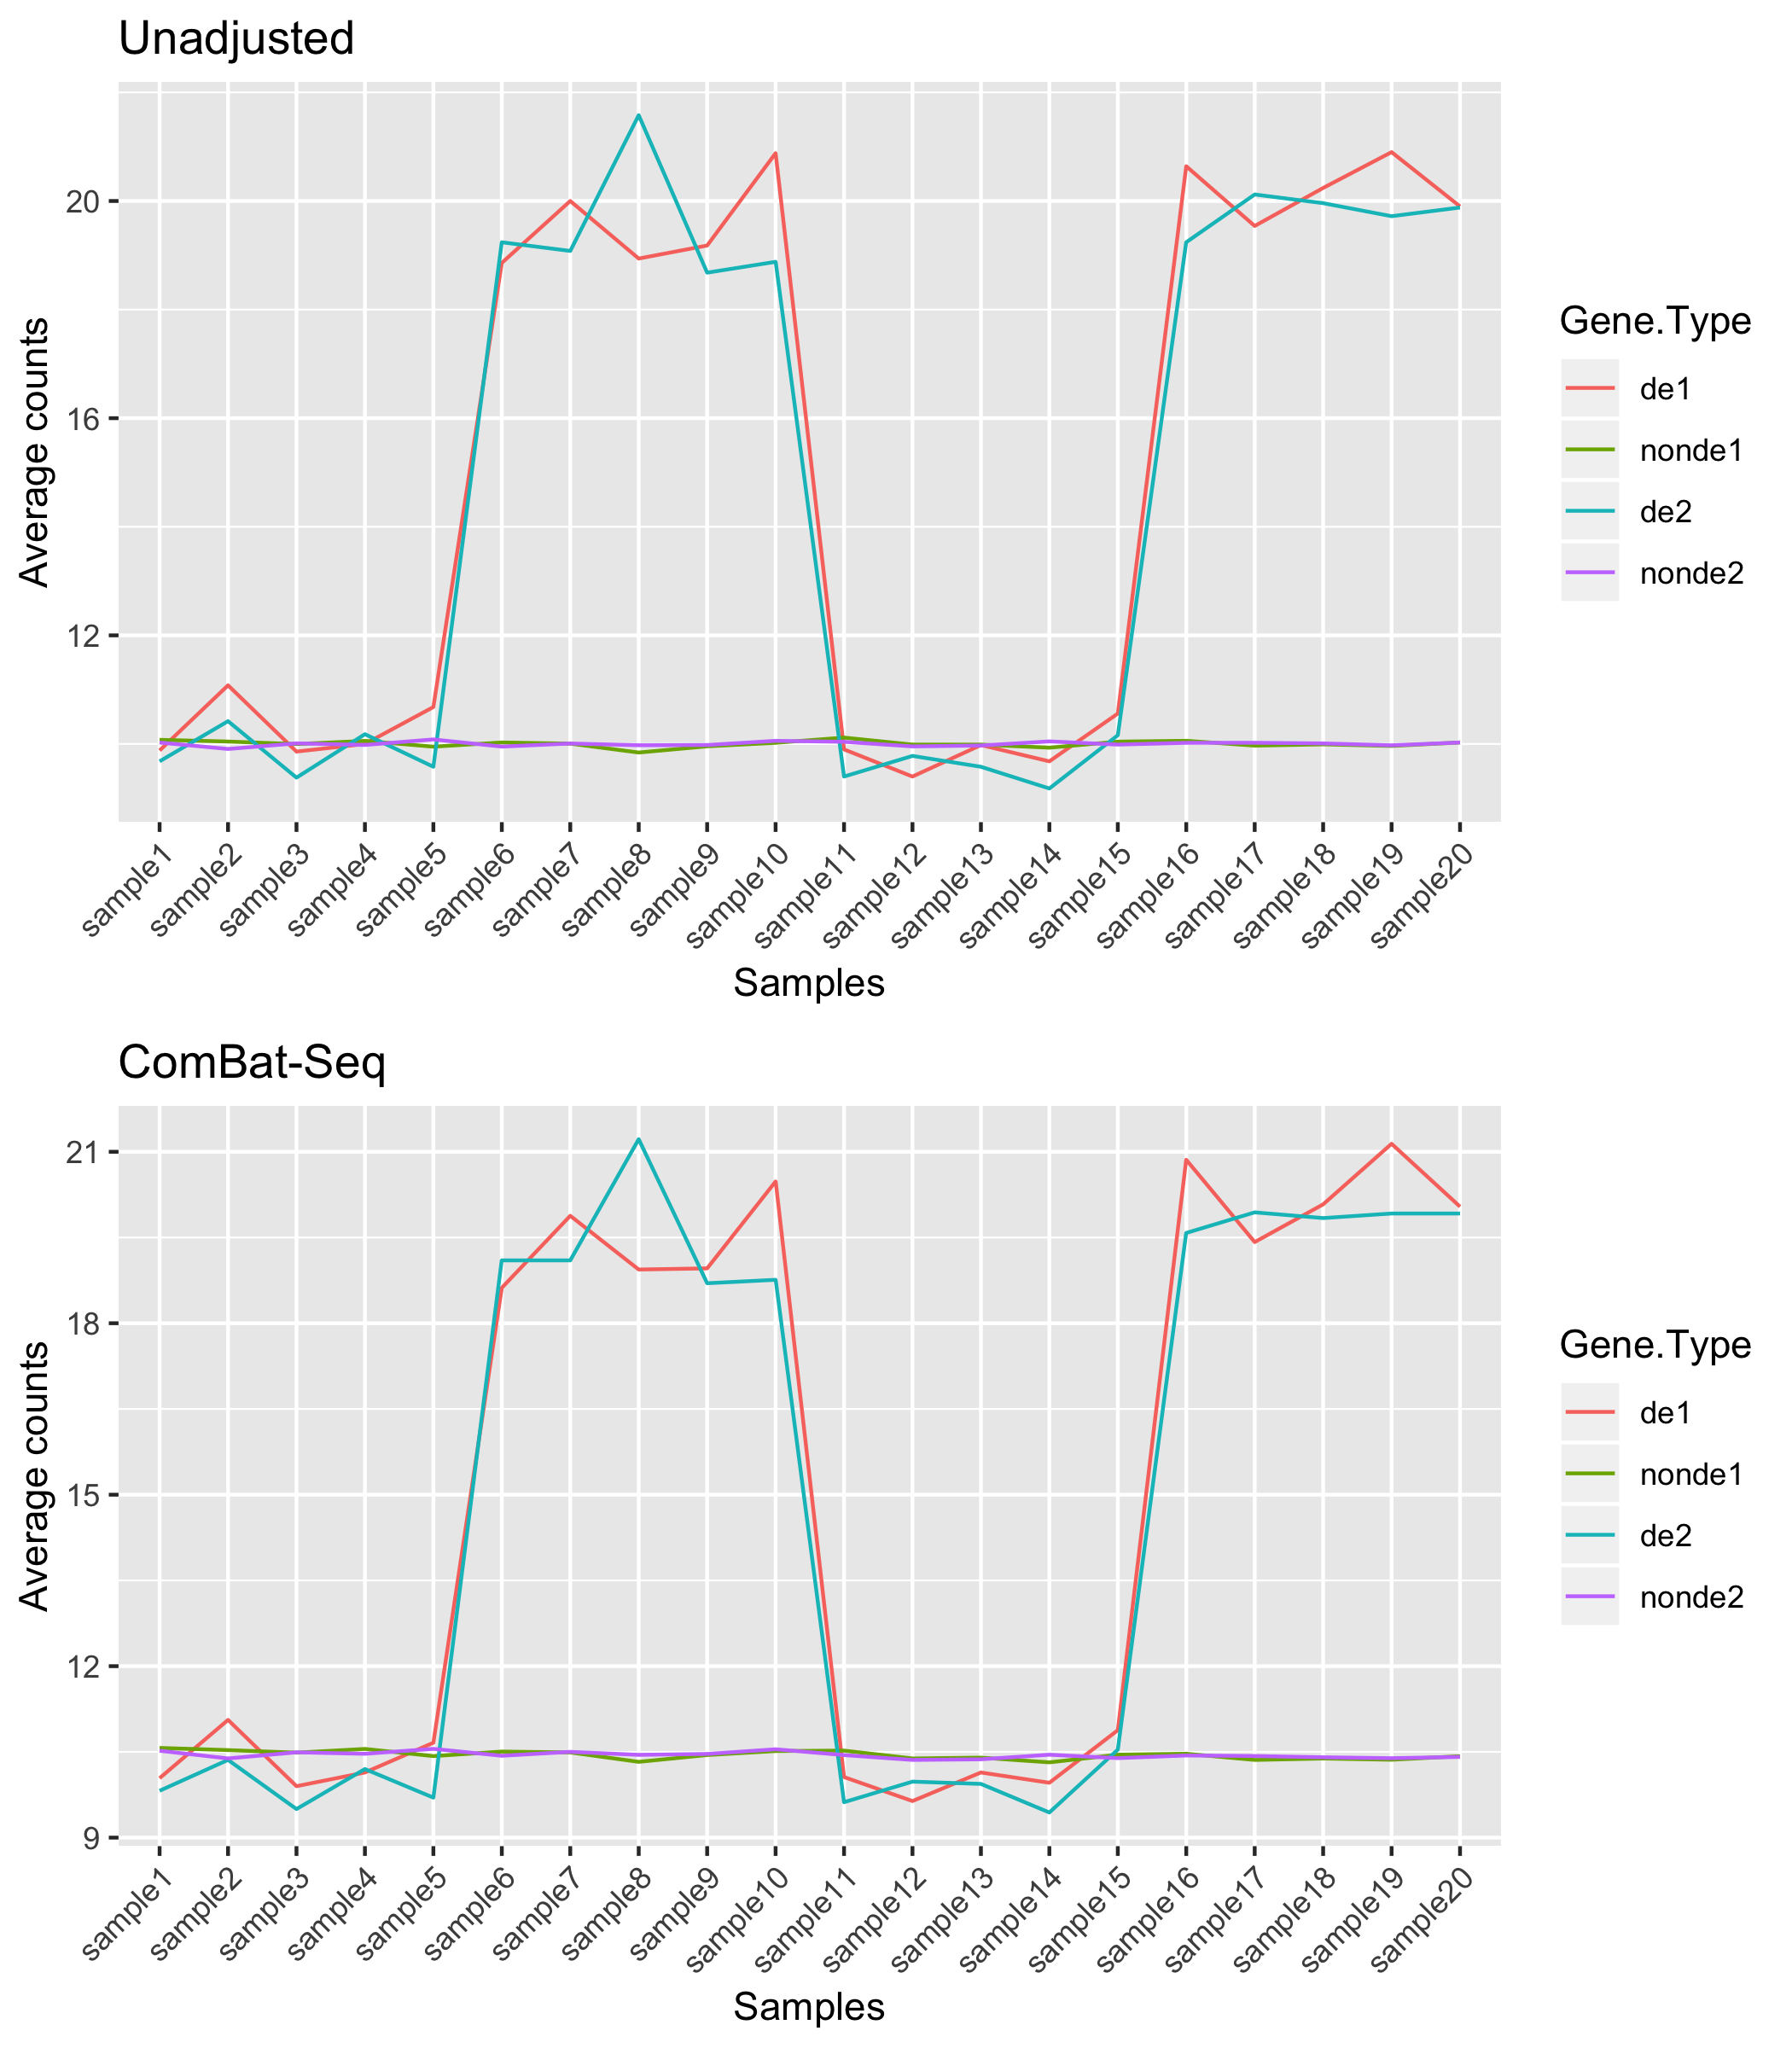 Unadjusted
20
16
12
Average counts
sample1
sample2
sample3
sample4
sample5
sample6
sample7
sample8
sample9
sample10
sample11
sample12
sample13
sample14
sample15
sample16
sample17
sample18
sample19
sample20
Samples
Gene.Type
de1
nonde1
de2
nonde2
ComBat-Seq
21
18
15
12
9
Average counts
sample1
sample2
sample3
sample4
sample5
sample6
sample7
sample8
sample9
sample10
sample11
sample12
sample13
sample14
sample15
sample16
sample17
sample18
sample19
sample20
Samples
Gene.Type
de1
nonde1
de2
nonde2